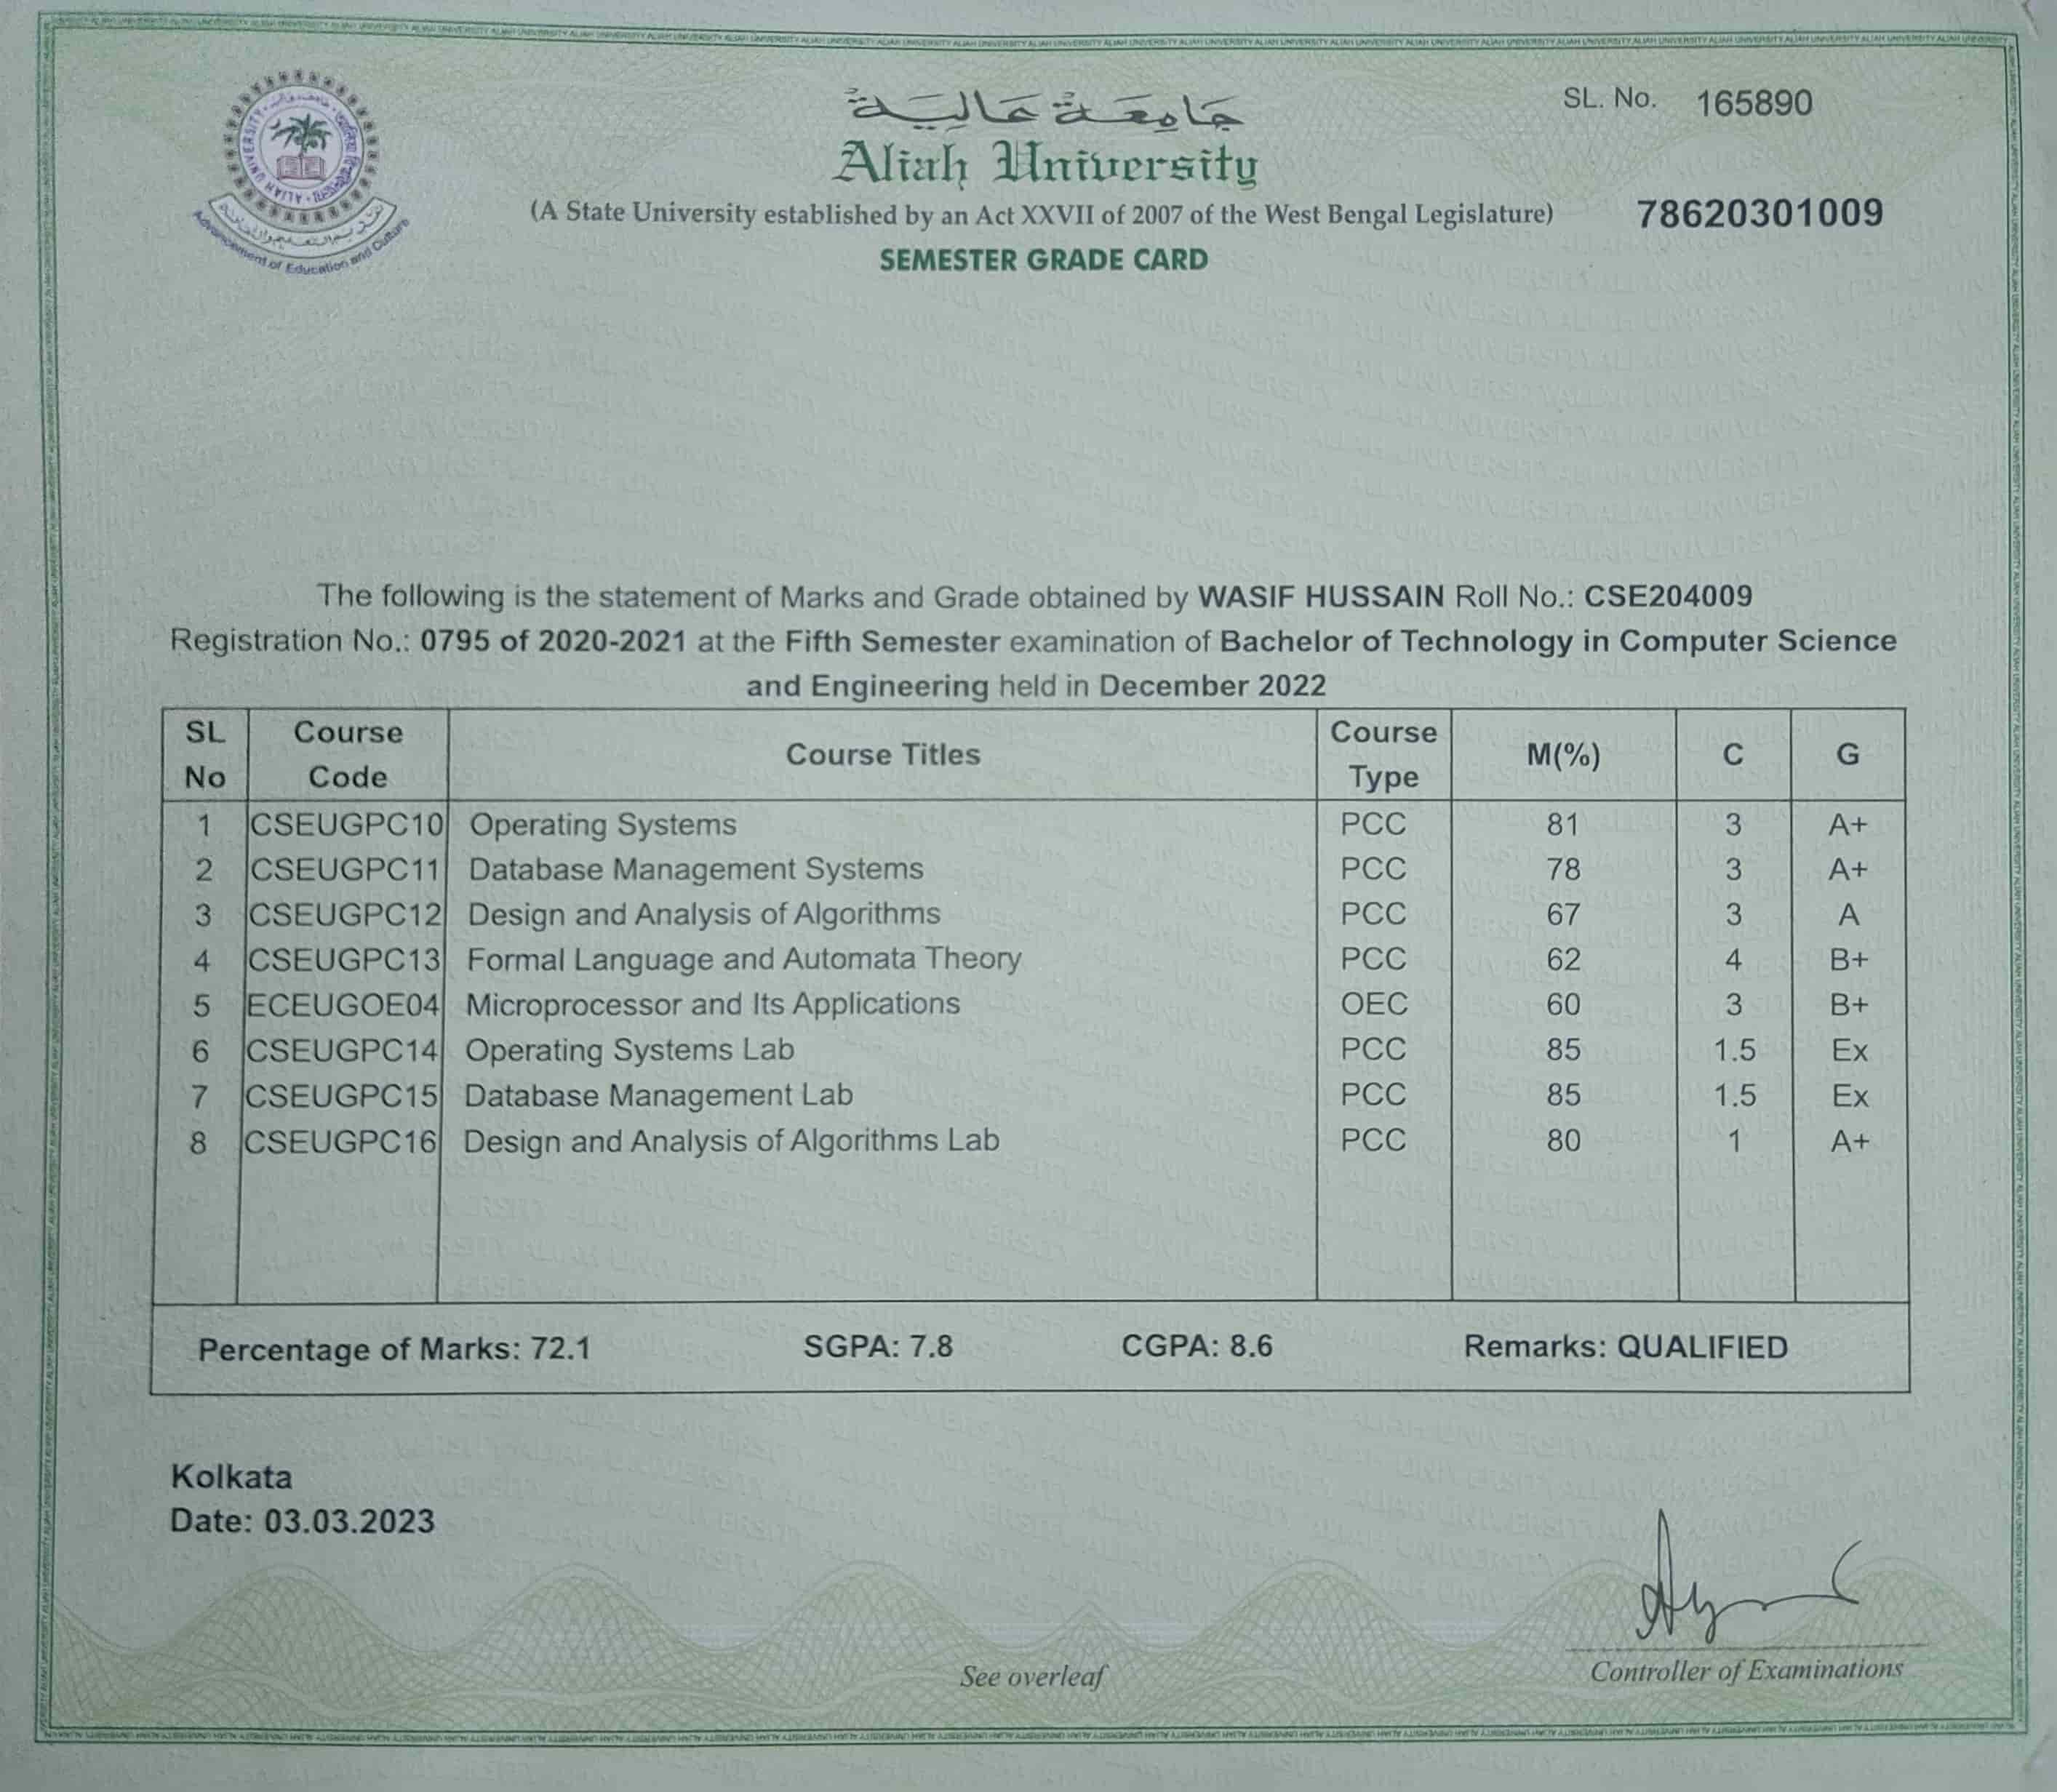 جَامِعَة عَالِيَة
Aliah University
(A State University established by an Act XXVII of 2007 of the West Bengal Legislature)
SEMESTER GRADE CARD
SL. No. 165890
78620301009
ALIAH UNIVERSITY
Advancement of Education and Culture
The following is the statement of Marks and Grade obtained by WASIF HUSSAIN Roll No.: CSE204009
Registration No.: 0795 of 2020-2021 at the Fifth Semester examination of Bachelor of Technology in Computer Science
and Engineering held in December 2022
SL No Course Code Course Titles Course Type M(%) C G
1 CSEUGPC10 Operating Systems PCC 81 3 A+
2 CSEUGPC11 Database Management Systems PCC 78 3 A+
3 CSEUGPC12 Design and Analysis of Algorithms PCC 67 3 A
4 CSEUGPC13 Formal Language and Automata Theory PCC 62 4 B+
5 ECEUGOE04 Microprocessor and Its Applications OEC 60 3 B+
6 CSEUGPC14 Operating Systems Lab PCC 85 1.5 Ex
7 CSEUGPC15 Database Management Lab PCC 85 1.5 Ex
8 CSEUGPC16 Design and Analysis of Algorithms Lab PCC 80 1 A+
Percentage of Marks: 72.1 SGPA: 7.8 CGPA: 8.6 Remarks: QUALIFIED
Kolkata
Date: 03.03.2023
See overleaf
Controller of Examinations